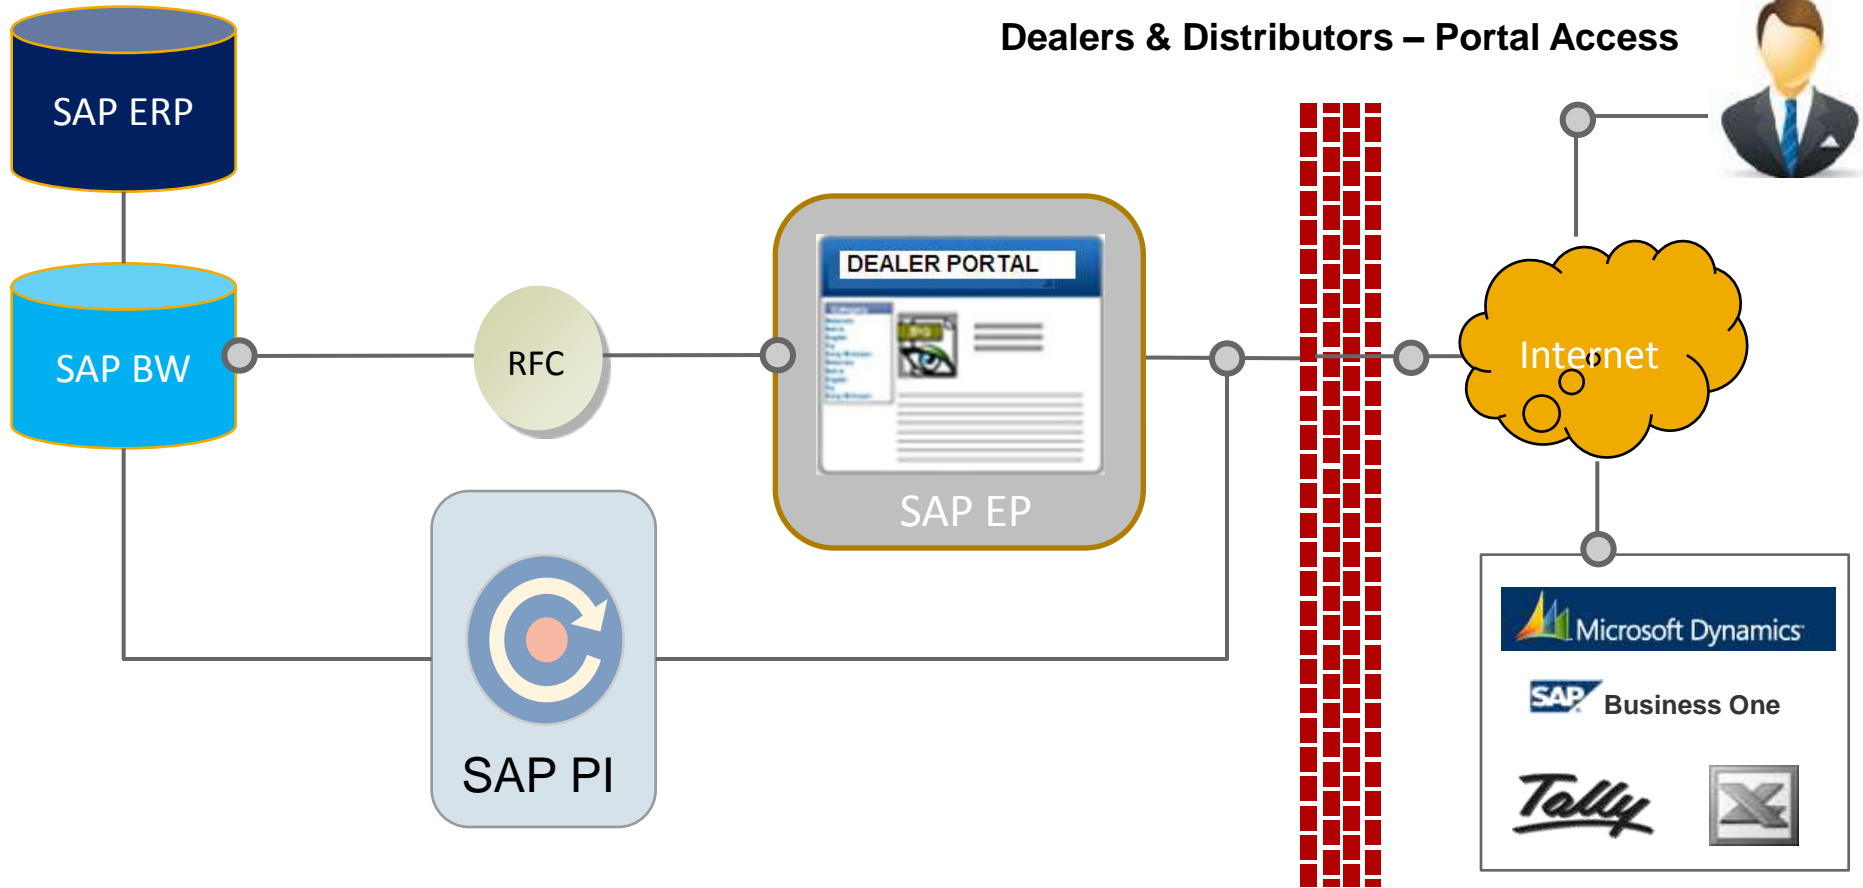 Dealers & Distributors – Portal Access
SAP ERP
SAP BW
RFC
DEALER PORTAL
SAP EP
Internet
SAP PI
Microsoft Dynamics
SAP Business One
Tally